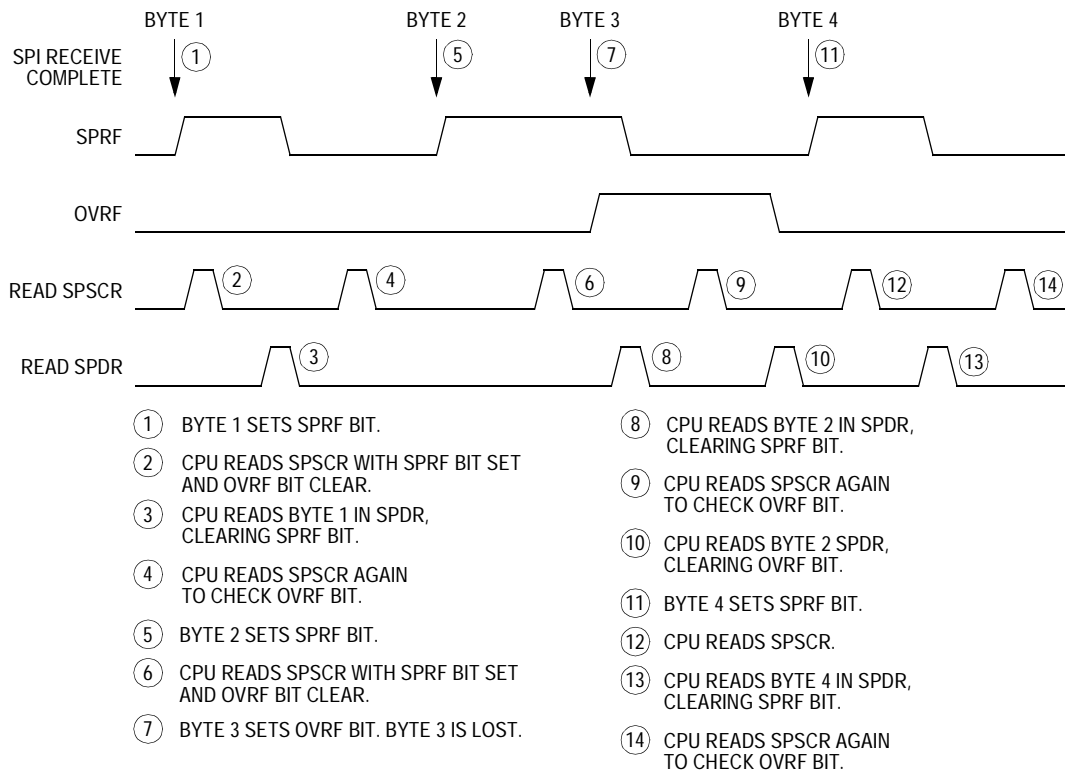 BYTE 1 BYTE 2 BYTE 3 BYTE 4
SPI RECEIVE
COMPLETE
1 5 7 11
SPRF
OVRF
READ SPSCR
2 4 6 9 12 14
READ SPDR
3 8 10 13
1 BYTE 1 SETS SPRF BIT.
2 CPU READS SPSCR WITH SPRF BIT SET
AND OVRF BIT CLEAR.
3 CPU READS BYTE 1 IN SPDR,
CLEARING SPRF BIT.
4 CPU READS SPSCR AGAIN
TO CHECK OVRF BIT.
5 BYTE 2 SETS SPRF BIT.
6 CPU READS SPSCR WITH SPRF BIT SET
AND OVRF BIT CLEAR.
7 BYTE 3 SETS OVRF BIT. BYTE 3 IS LOST.
8 CPU READS BYTE 2 IN SPDR,
CLEARING SPRF BIT.
9 CPU READS SPSCR AGAIN
TO CHECK OVRF BIT.
10 CPU READS BYTE 2 SPDR,
CLEARING OVRF BIT.
11 BYTE 4 SETS SPRF BIT.
12 CPU READS SPSCR.
13 CPU READS BYTE 4 IN SPDR,
CLEARING SPRF BIT.
14 CPU READS SPSCR AGAIN
TO CHECK OVRF BIT.